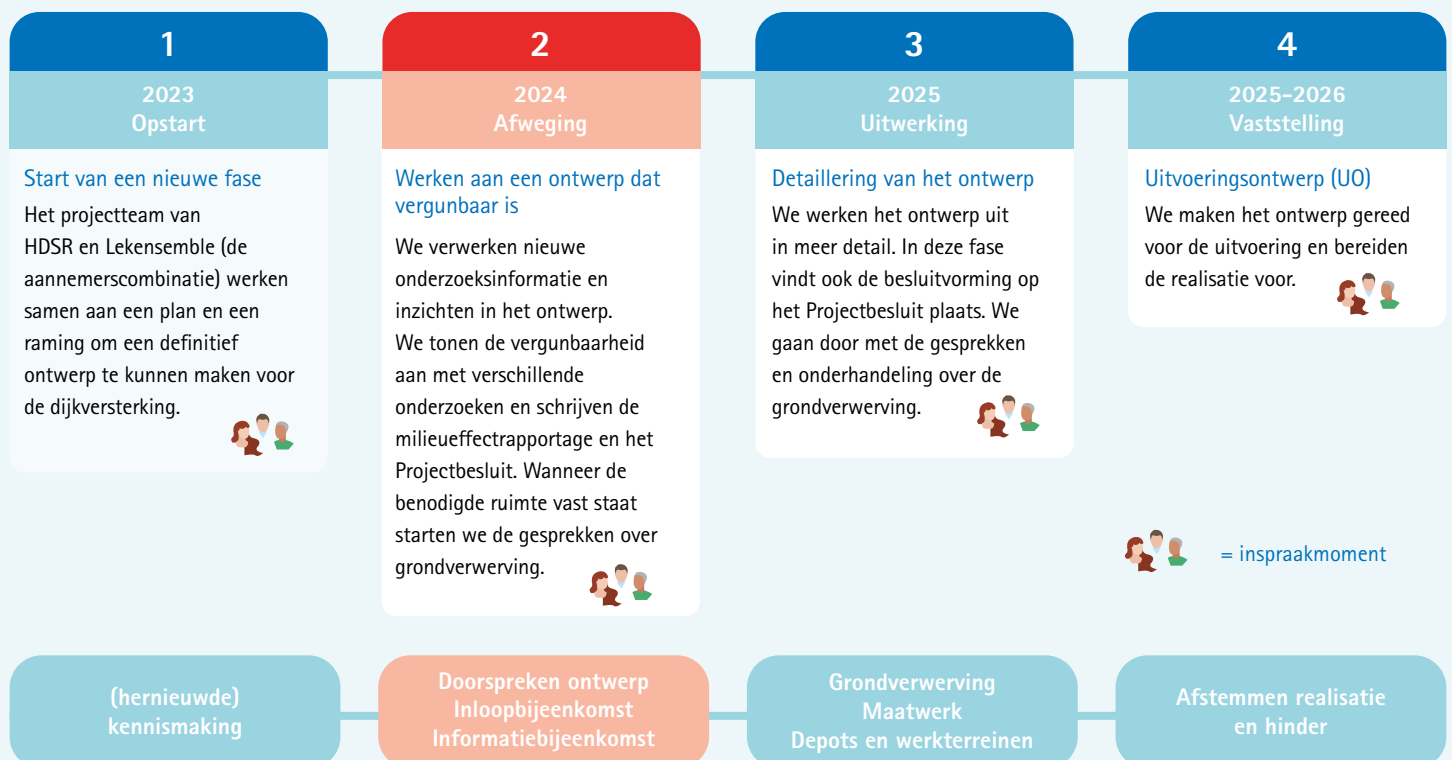 1
2023
Opstart
Start van een nieuwe fase
Het projectteam van
HDSR en Lekensemble (de
aannemerscombinatie) werken
samen aan een plan en een
raming om een definitief
ontwerp te kunnen maken voor
de dijkversterking.
2
2024
Afweging
Werken aan een ontwerp dat
vergunbaar is
We verwerken nieuwe
onderzoeksinformatie en
inzichten in het ontwerp.
We tonen de vergunbaarheid
aan met verschillende
onderzoeken en schrijven de
milieueffectrapportage en het
Projectbesluit. Wanneer de
benodigde ruimte vast staat
starten we de gesprekken over
grondverwerving.
3
2025
Uitwerking
Detaillering van het ontwerp
We werken het ontwerp uit
in meer detail. In deze fase
vindt ook de besluitvorming op
het Projectbesluit plaats. We
gaan door met de gesprekken
en onderhandeling over de
grondverwerving.
4
2025-2026
Vaststelling
Uitvoeringsontwerp (UO)
We maken het ontwerp gereed
voor de uitvoering en bereiden
de realisatie voor.
= inspraakmoment
(hernieuwde)
kennismaking
Doorspreken ontwerp
Inloopbijeenkomst
Informatiebijeenkomst
Grondverwerving
Maatwerk
Depots en werkterreinen
Afstemmen realisatie
en hinder